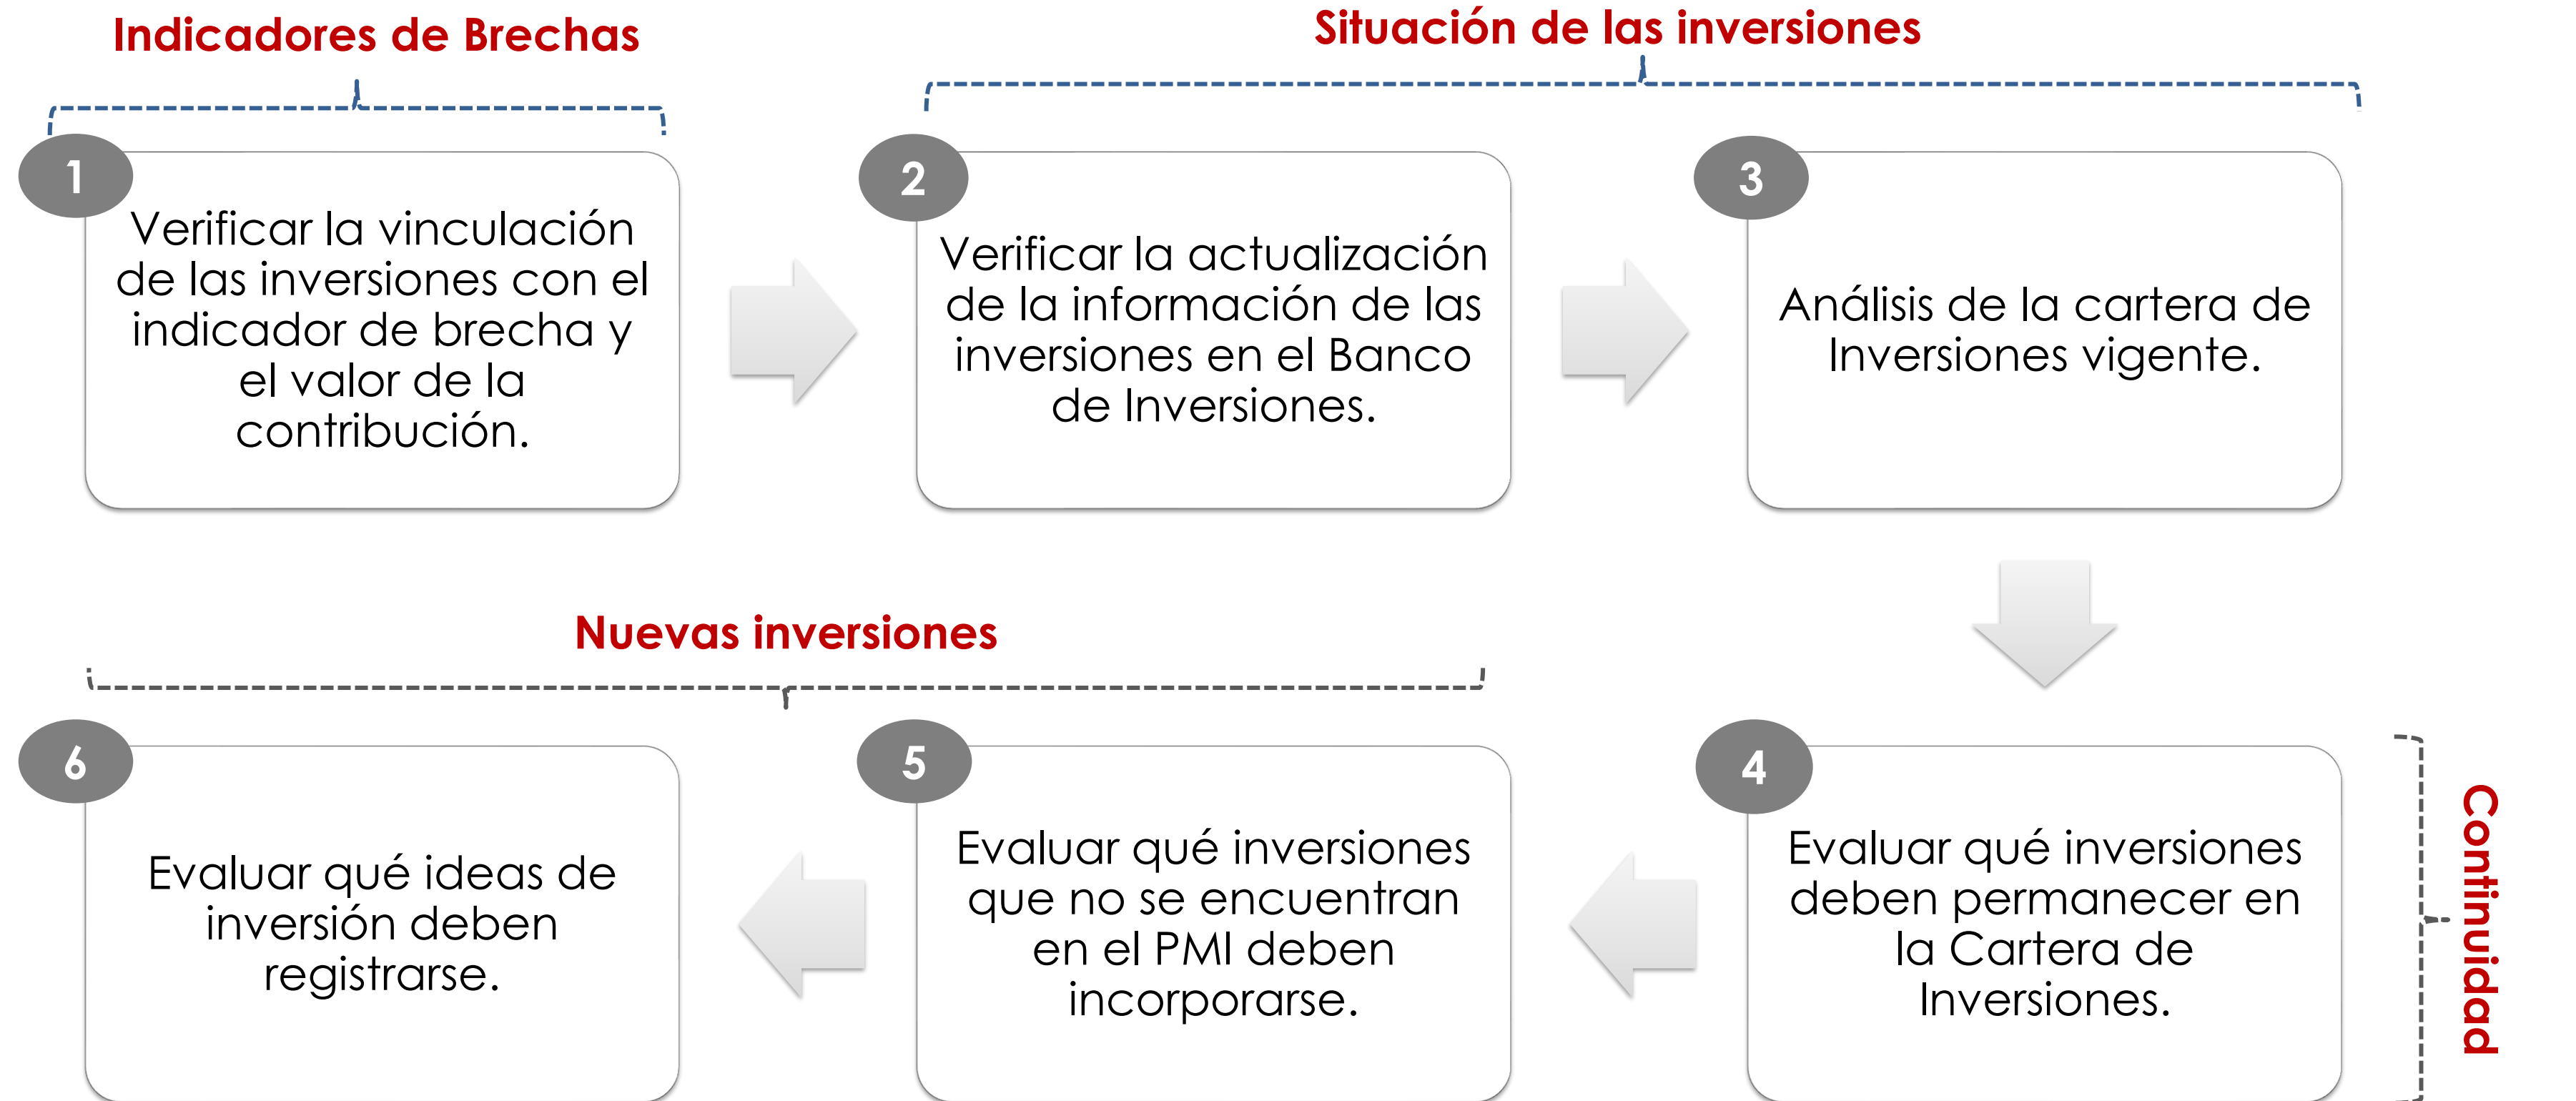 Indicadores de Brechas
Situación de las inversiones
1
Verificar la vinculación
de las inversiones con el
indicador de brecha y
el valor de la
contribución.
2
Verificar la actualización
de la información de las
inversiones en el Banco
de Inversiones.
3
Análisis de la cartera de
Inversiones vigente.
Nuevas inversiones
6
Evaluar qué ideas de
inversión deben
registrarse.
5
Evaluar qué inversiones
que no se encuentran
en el PMI deben
incorporarse.
4
Evaluar qué inversiones
deben permanecer en
la Cartera de
Inversiones.
Continuidad